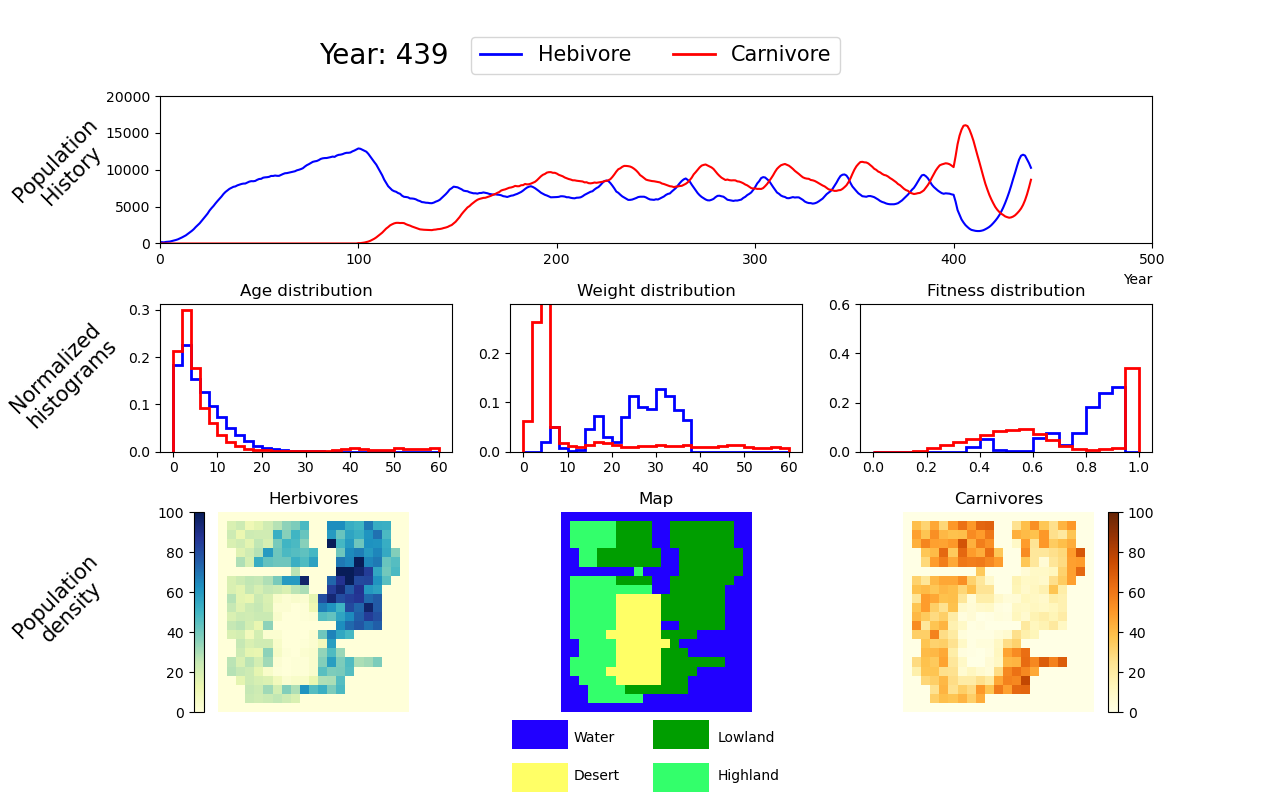 Year: 439
Hebivore
Carnivore
Population
History
20000
15000
10000
5000
0
0 100 200 300 400 500
Year
Normalized
histograms
Age distribution
0.3
0.2
0.1
0.0
0 10 20 30 40 50 60
Weight distribution
0.2
0.1
0.0
0 10 20 30 40 50 60
Fitness distribution
0.6
0.4
0.2
0.0
0.0 0.2 0.4 0.6 0.8 1.0
Population
density
Herbivores
100
80
60
40
20
0
Map
Carnivores
100
80
60
40
20
0
Water
Lowland
Desert
Highland